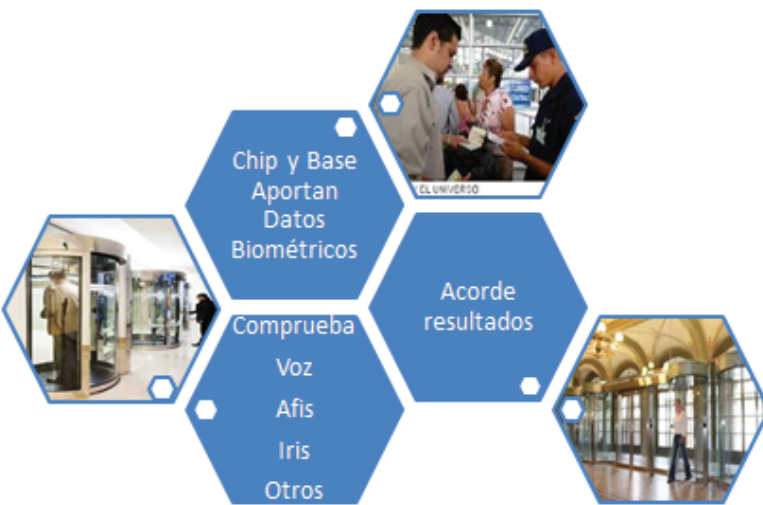 EL UNIVERSO
Chip y Base
Aportan
Datos
Biométricos
Acorde
resultados
Comprueba
Voz
Afis
Iris
Otros